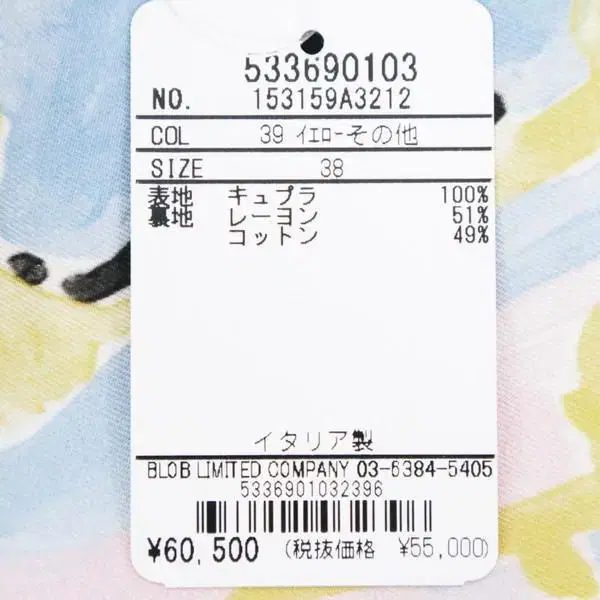 533690103
NO. 153159A3212
COL 39 ｲｴﾛｰその他
SIZE 38
表地 キュプラ 100%
裏地 レーヨン 51%
コットン 49%
イタリア製
BLOB LIMITED COMPANY 03-6384-5405
5336901032396
¥60,500 (税抜価格 ¥55,000)